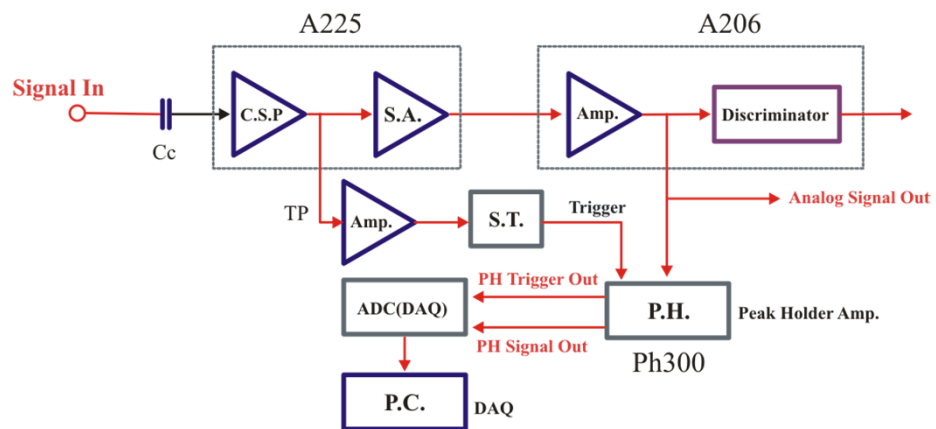 A225
A206
Signal In
C.S.P
S.A.
Amp.
Discriminator
Cc
TP
Amp.
S.T.
Trigger
Analog Signal Out
PH Trigger Out
ADC(DAQ)
P.H.
Peak Holder Amp.
PH Signal Out
Ph300
P.C.
DAQ